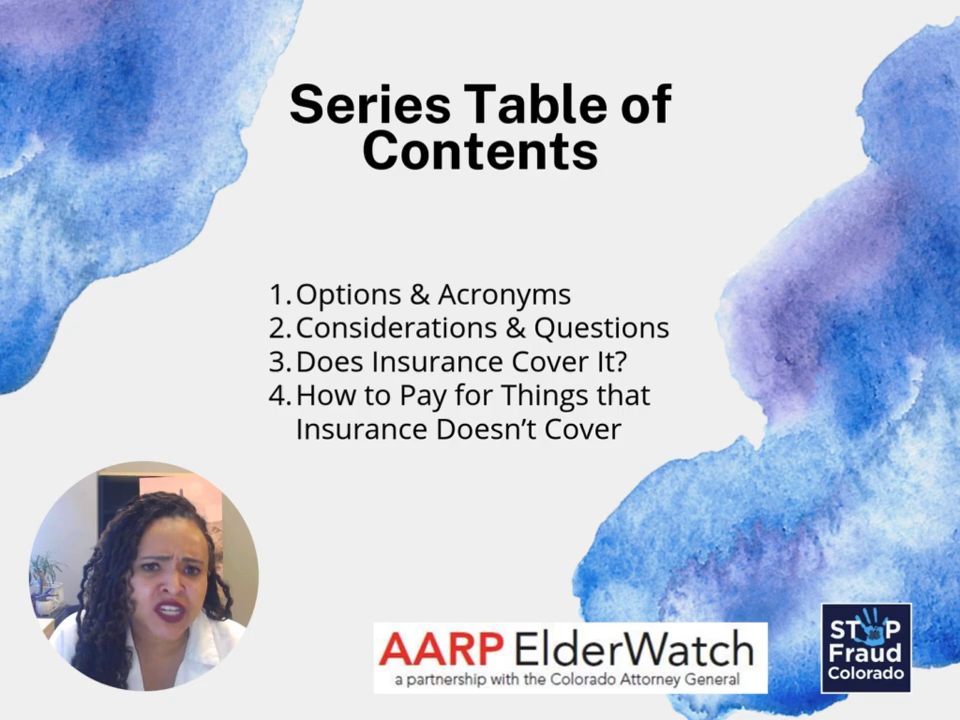 Series Table of
Contents
1. Options & Acronyms
2. Considerations & Questions
3. Does Insurance Cover It?
4. How to Pay for Things that
Insurance Doesn’t Cover
AARP ElderWatch
a partnership with the Colorado Attorney General
STOP
Fraud
Colorado